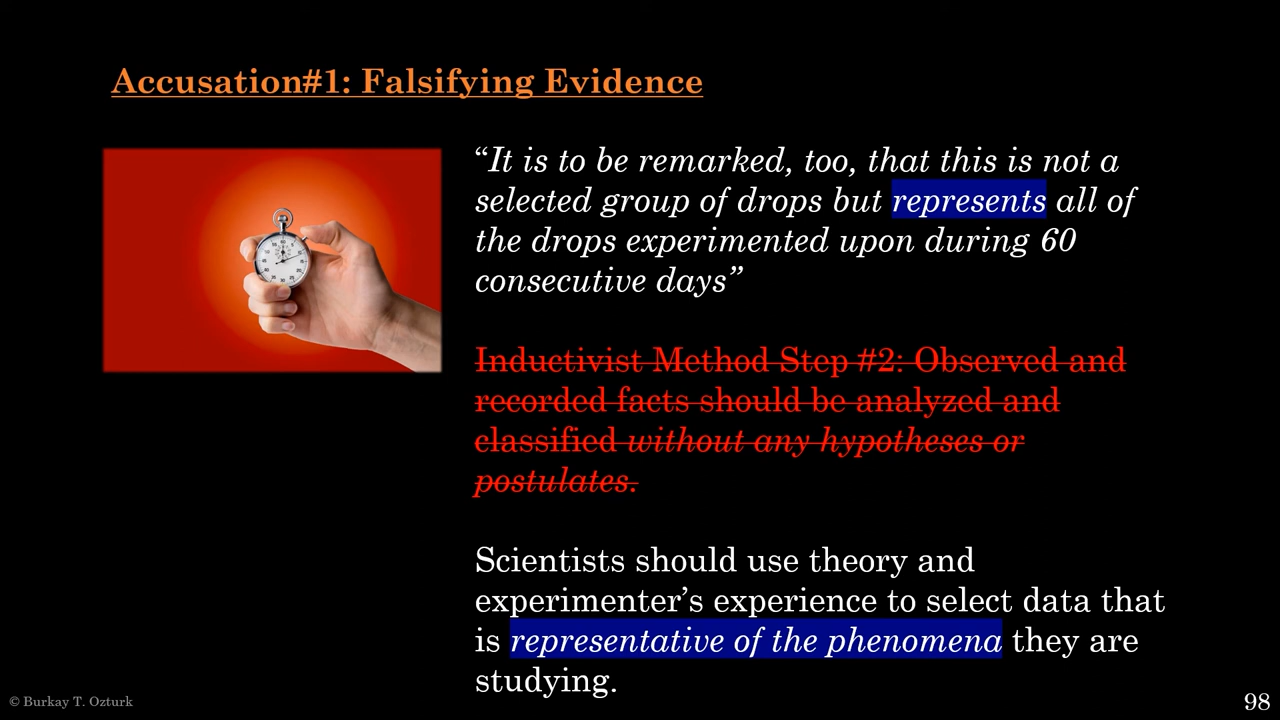 Accusation#1: Falsifying Evidence
“It is to be remarked, too, that this is not a
selected group of drops but represents all of
the drops experimented upon during 60
consecutive days”
Inductivist Method Step #2: Observed and
recorded facts should be analyzed and
classified without any hypotheses or
postulates.
Scientists should use theory and
experimenter’s experience to select data that
is representative of the phenomena they are
studying.
© Burkay T. Ozturk
98